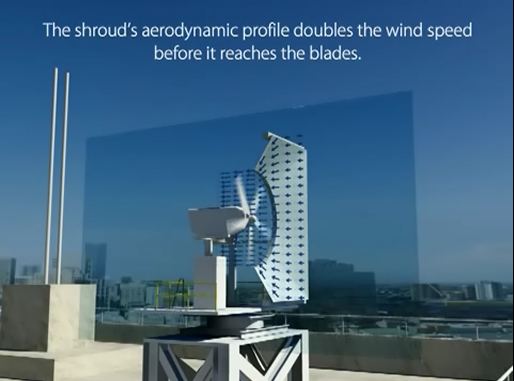 The shroud's aerodynamic profile doubles the wind speed
before it reaches the blades.